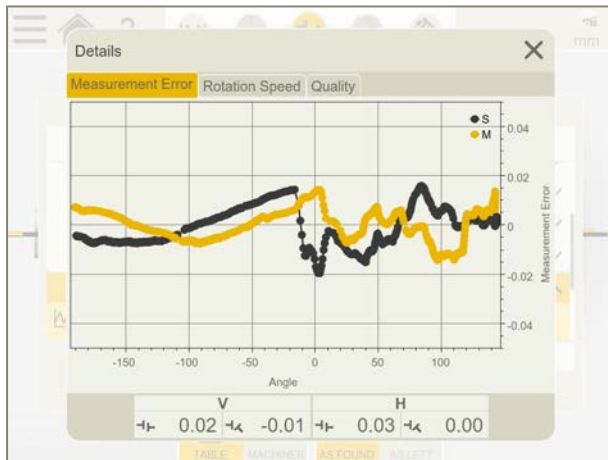 mm
Details
Measurement Error Rotation Speed Quality
S
M
0.04
0.02
0
-0.02
-0.04
Measurement Error
-150 -100 -50 0 50 100
Angle
V H
0.02 -0.01 0.03 0.00
TABLE MACHINES AS FOUND AS LEFT